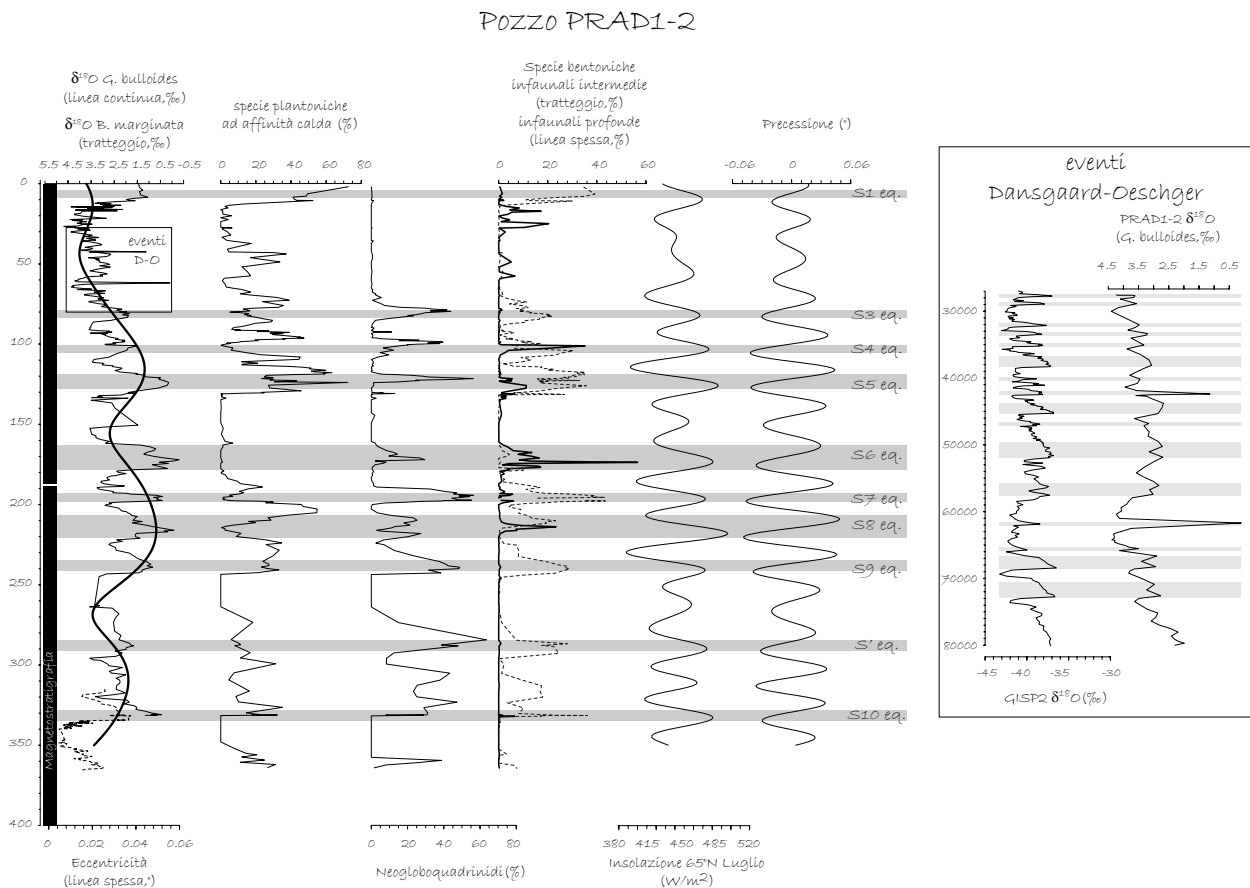 Pozzo PRAD1-2
δ¹⁸O G. bulloides
(linea continua,‰)
δ¹⁸O B. marginata
(tratteggio,‰)
5.5 4.5 3.5 2.5 1.5 0.5 -0.5
specie plantoniche
ad affinità calda (%)
0 20 40 60 80
Specie bentoniche
infaunali intermedie
(tratteggio,%)
infaunali profonde
(linea spessa,%)
0 20 40 60
Precessione (°)
-0.06 0 0.06
0
50
100
150
200
250
300
350
400
Magnetostratigrafia
eventi
D-O
S1 eq.
S3 eq.
S4 eq.
S5 eq.
S6 eq.
S7 eq.
S8 eq.
S9 eq.
S' eq.
S10 eq.
0 0.02 0.04 0.06
Eccentricità
(linea spessa,°)
0 20 40 60 80
Neogloboquadrinidi (%)
380 415 450 485 520
Insolazione 65°N Luglio
(W/m²)
eventi
Dansgaard-Oeschger
PRAD1-2 δ¹⁸O
(G. bulloides,‰)
4.5 3.5 2.5 1.5 0.5
30000
40000
50000
60000
70000
80000
-45 -40 -35 -30
GISP2 δ¹⁸O (‰)